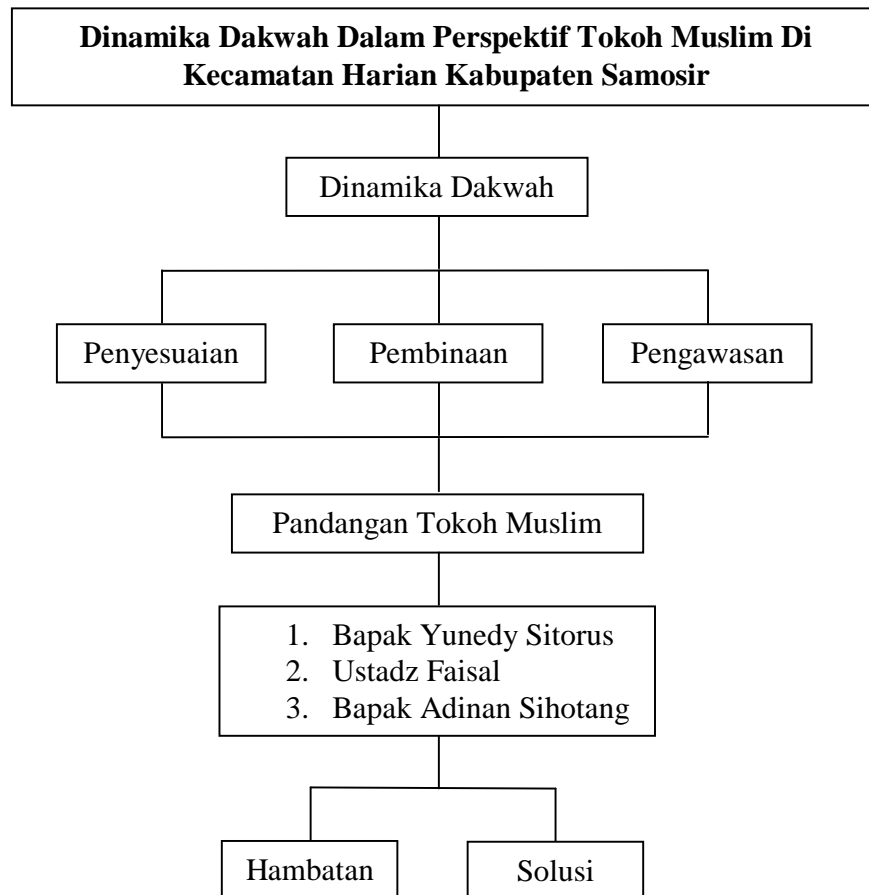 Dinamika Dakwah Dalam Perspektif Tokoh Muslim Di
Kecamatan Harian Kabupaten Samosir
Dinamika Dakwah
Penyesuaian
Pembinaan
Pengawasan
Pandangan Tokoh Muslim
1. Bapak Yunedy Sitorus
2. Ustadz Faisal
3. Bapak Adinan Sihotang
Hambatan
Solusi